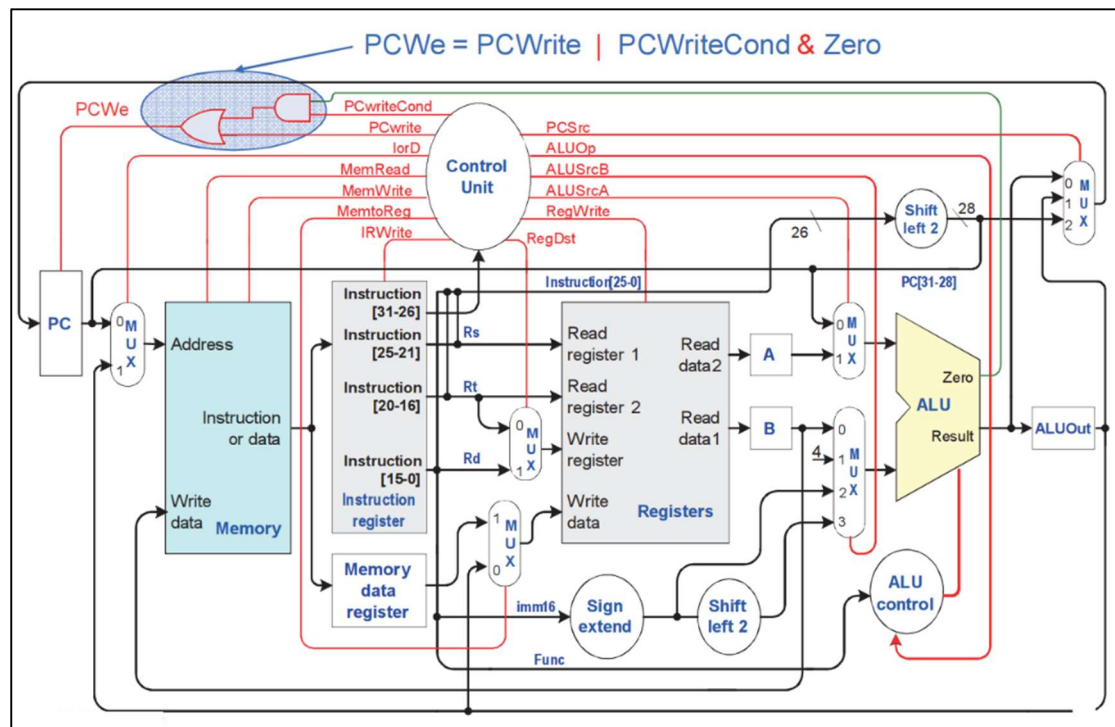 PCWe = PCWrite | PCWriteCond & Zero
PCWe
PCwriteCond
PCwrite
IorD
MemRead
MemWrite
MemtoReg
IRWrite
Control
Unit
PCSrc
ALUOp
ALUSrcB
ALUSrcA
RegWrite
RegDst
26
Shift
left 2
28
0
1
2
M
U
X
Instruction[25-0]
PC[31-28]
PC
0
M
U
X
1
Address
Instruction
or data
Write
data
Memory
Instruction
[31-26]
Instruction
[25-21]
Instruction
[20-16]
Instruction
[15-0]
Instruction
register
Rs
Rt
Rd
0
M
U
X
1
Read
register 1
Read
register 2
Write
register
Write
data
Read
data2
Read
data1
Registers
A
B
0
M
U
X
1
0
4
1
M
U
X
2
3
Zero
ALU
Result
ALUOut
Memory
data
register
1
M
U
X
0
imm16
Sign
extend
Shift
left 2
ALU
control
Func